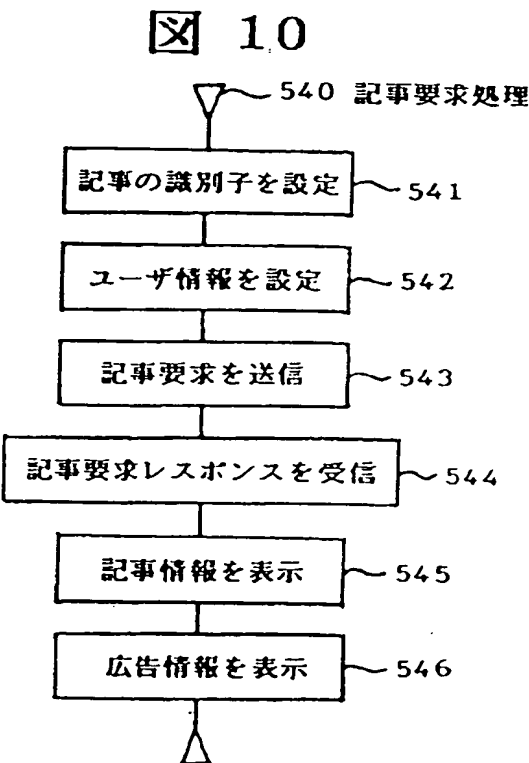 図 10
540 記事要求処理
記事の識別子を設定 541
ユーザ情報を設定 542
記事要求を送信 543
記事要求レスポンスを受信 544
記事情報を表示 545
広告情報を表示 546